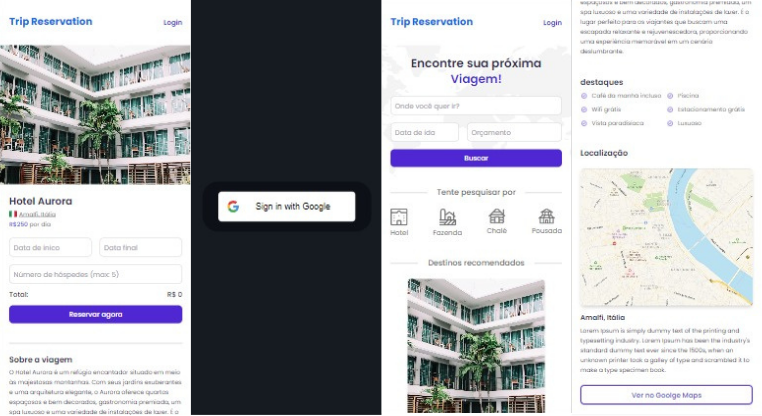 Trip Reservation
Login
Hotel Aurora
Amalfi, Itália
R$250 por dia
Data de início
Data final
Número de hóspedes (max: 5)
Total:
R$ 0
Reservar agora
Sobre a viagem
O Hotel Aurora é um refúgio encantador situado em meio
às majestosas montanhas. Com seus jardins exuberantes
e uma arquitetura elegante, o Aurora oferece quartos
espaçosos e bem decorados, gastronomia premiada, um
spa luxuoso e uma variedade de instalações de lazer. É o
Sign in with Google
Trip Reservation
Login
Encontre sua próxima
Viagem!
Onde você quer ir?
Data de ida
Orçamento
Buscar
Tente pesquisar por
Hotel
Fazenda
Chalé
Pousada
Destinos recomendados
espaçosos e bem decorados, gastronomia premiada, um
spa luxuoso e uma variedade de instalações de lazer. É o
lugar perfeito para os viajantes que buscam uma
escapada relaxante e rejuvenescedora, proporcionando
uma experiência memorável em um cenário
deslumbrante.
destaques
Café da manhã incluso
Piscina
Wifi grátis
Estacionamento grátis
Vista paradisíaca
Luxuoso
Localização
Amalfi, Itália
Lorem Ipsum is simply dummy text of the printing and
typesetting industry. Lorem Ipsum has been the industry's
standard dummy text ever since the 1500s, when an
unknown printer took a galley of type and scrambled it to
make a type specimen book.
Ver no Goolge Maps